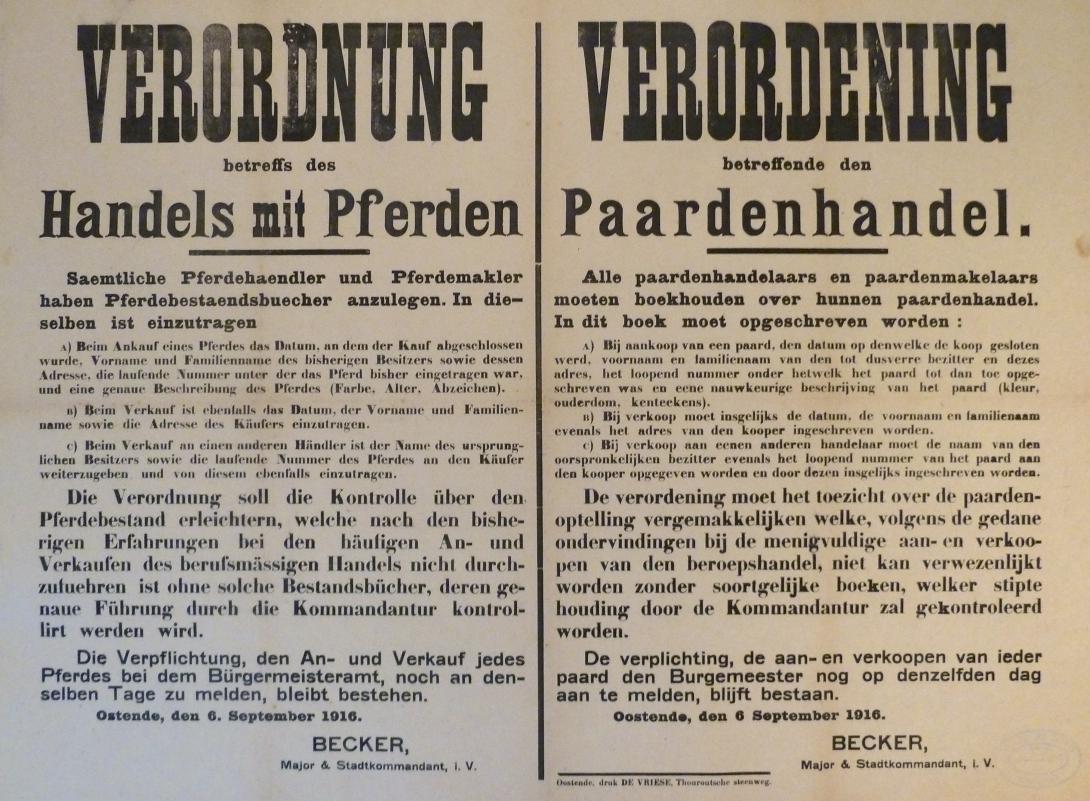 VERORDNUNG
betreffs des
Handels mit Pferden
Saemtliche Pferdehaendler und Pferdemakler
haben Pferdebestaendsbuecher anzulegen. In die-
selben ist einzutragen
A) Beim Ankauf eines Pferdes das Datum, an dem der Kauf abgeschlossen
wurde, Vorname und Familienname des bisherigen Besitzers sowie dessen
Adresse, die laufende Nummer unter der das Pferd bisher eingetragen war,
und eine genaue Beschreibung des Pferdes (Farbe, Alter, Abzeichen).
B) Beim Verkauf ist ebenfalls das Datum, der Vorname und Familien-
name sowie die Adresse des Käufers einzutragen.
C) Beim Verkauf an einen anderen Händler ist der Name des ursprung-
lichen Besitzers sowie die laufende Nummer des Pferdes an den Käufer
weiterzugeben und von diesem ebenfalls einzutragen.
Die Verordnung soll die Kontrolle über den
Pferdebestand erleichtern, welche nach den bishe-
rigen Erfahrungen bei den häufigen An- und
Verkaufen des berufsmässigen Handels nicht durch-
zufuehren ist ohne solche Bestandsbücher, deren ge-
naue Führung durch die Kommandantur kontrol-
lirt werden wird.
Die Verpflichtung, den An- und Verkauf jedes
Pferdes bei dem Bürgermeisteramt, noch an den-
selben Tage zu melden, bleibt bestehen.
Ostende, den 6. September 1916.
BECKER,
Major & Stadtkommandant, i. V.
VERORDENING
betreffende den
Paardenhandel.
Alle paardenhandelaars en paardenmakelaars
moeten boekhouden over hunnen paardenhandel.
In dit boek moet opgeschreven worden :
A) Bij aankoop van een paard, den datum op denwelke de koop gesloten
werd, voornaam en familienaam van den tot dusverre bezitter en dezes
adres, het loopend nummer onder hetwelk het paard tot dan toe opge-
schreven was en eene nauwkeurige beschrijving van het paard (kleur,
ouderdom, kenteekens).
B) Bij verkoop moet insgelijks de datum, de voornaam en familienaam
evenals het adres van den kooper ingeschreven worden.
C) Bij verkoop aan eenen anderen handelaar moet de naam van den
oorspronkelijken bezitter evenals het loopend nummer van het paard aan
den kooper opgegeven worden en door dezen insgelijks ingeschreven worden.
De verordening moet het toezicht over de paarden-
optelling vergemakkelijken welke, volgens de gedane
ondervindingen bij de menigvuldige aan- en verkoo-
pen van den beroepshandel, niet kan verwezenlijkt
worden zonder soortgelijke boeken, welker stipte
houding door de Kommandantur zal gekontroleerd
worden.
De verplichting, de aan- en verkoopen van ieder
paard den Burgemeester nog op denzelfden dag
aan te melden, blijft bestaan.
Oostende, den 6 September 1916.
BECKER,
Major & Stadtkommandant, i. V.
Oostende, druk DE VRIESE, Thouroutsche steenweg.